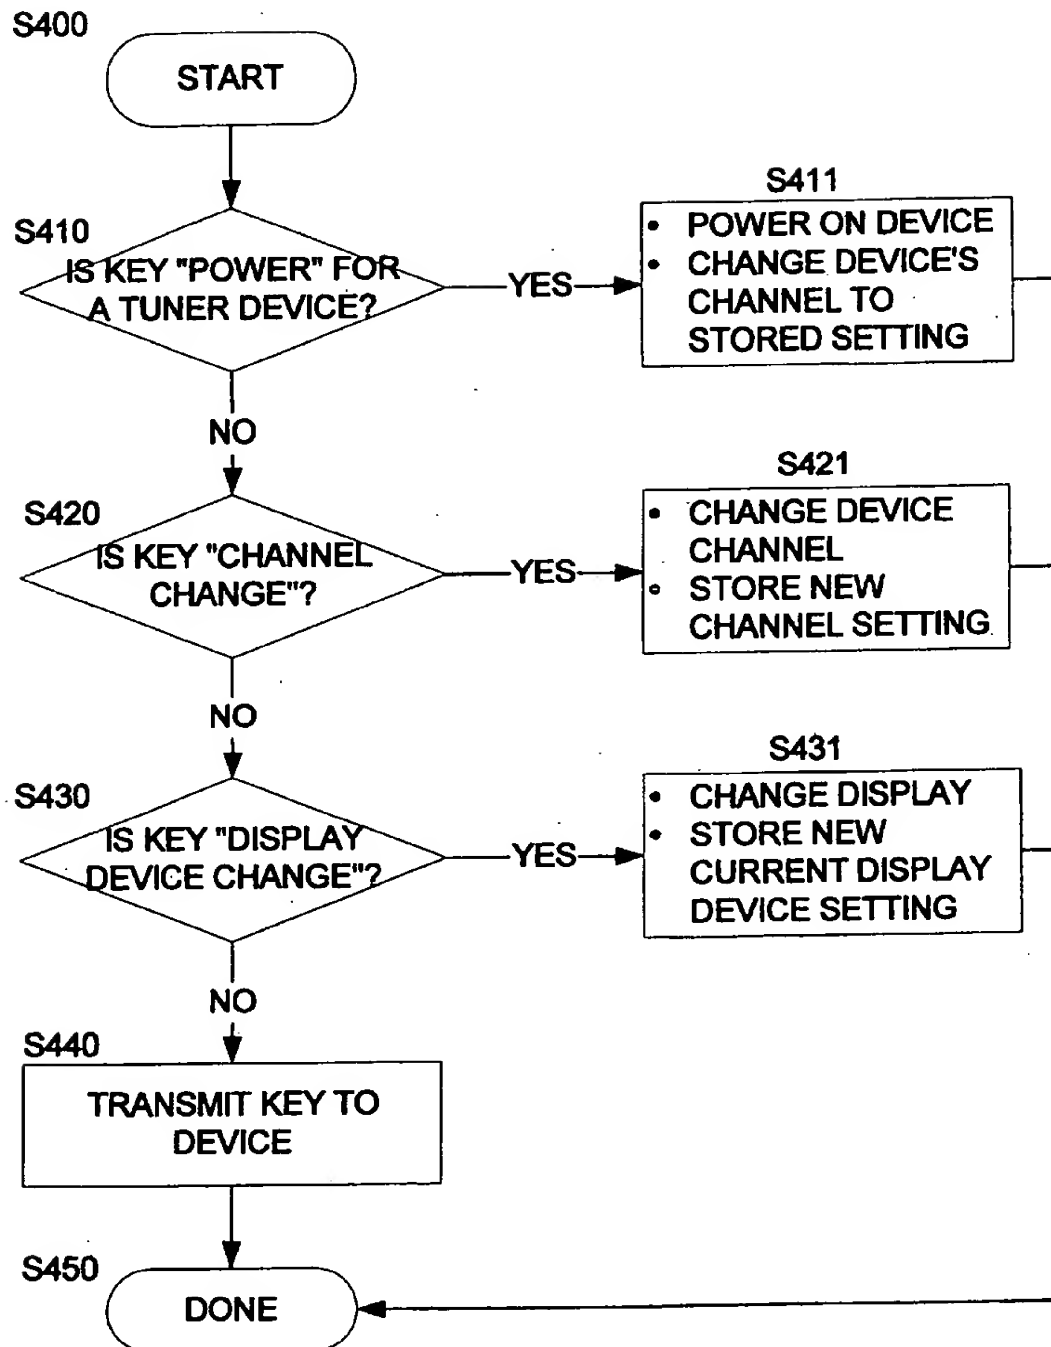 S400
START
S410
IS KEY "POWER" FOR
A TUNER DEVICE?
YES
S411
• POWER ON DEVICE
• CHANGE DEVICE'S
CHANNEL TO
STORED SETTING
NO
S420
IS KEY "CHANNEL
CHANGE"?
YES
S421
• CHANGE DEVICE
CHANNEL
• STORE NEW
CHANNEL SETTING
NO
S430
IS KEY "DISPLAY
DEVICE CHANGE"?
YES
S431
• CHANGE DISPLAY
• STORE NEW
CURRENT DISPLAY
DEVICE SETTING
NO
S440
TRANSMIT KEY TO
DEVICE
S450
DONE